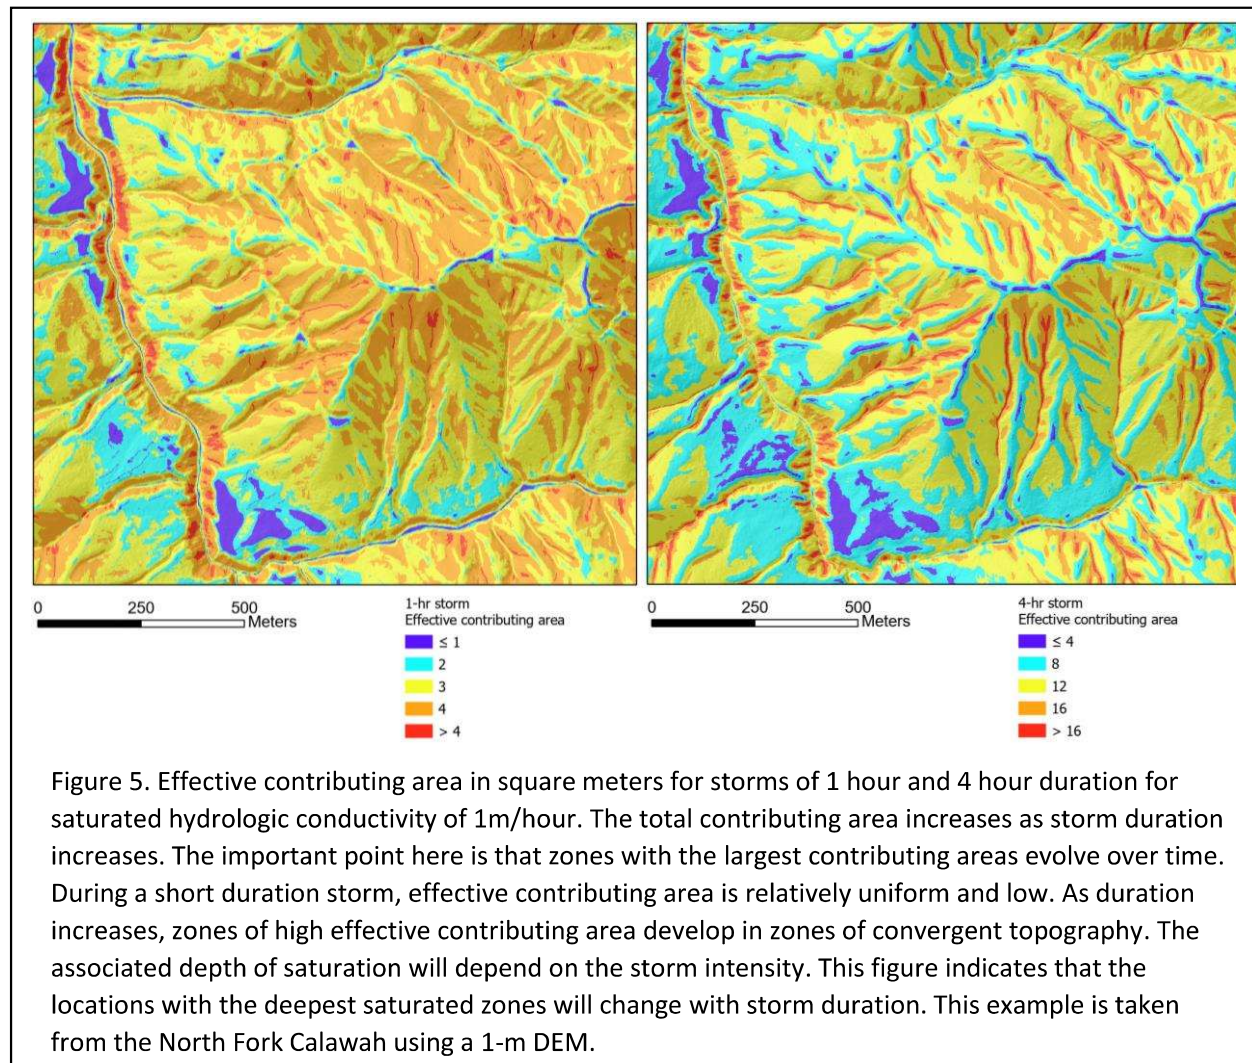 0 250 500 Meters
1-hr storm
Effective contributing area
≤ 1
2
3
4
> 4
0 250 500 Meters
4-hr storm
Effective contributing area
≤ 4
8
12
16
> 16
Figure 5. Effective contributing area in square meters for storms of 1 hour and 4 hour duration for
saturated hydrologic conductivity of 1m/hour. The total contributing area increases as storm duration
increases. The important point here is that zones with the largest contributing areas evolve over time.
During a short duration storm, effective contributing area is relatively uniform and low. As duration
increases, zones of high effective contributing area develop in zones of convergent topography. The
associated depth of saturation will depend on the storm intensity. This figure indicates that the
locations with the deepest saturated zones will change with storm duration. This example is taken
from the North Fork Calawah using a 1-m DEM.